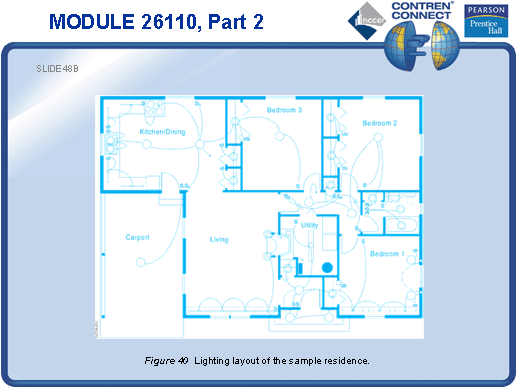 MODULE 26110, Part 2
nccer
CONTREN®
CONNECT
PEARSON
Prentice
Hall
SLIDE 48B
Bedroom 3
Kitchen/Dining
Bedroom 2
Carport
Living
Utility
Bedroom 1
Figure 40 Lighting layout of the sample residence.